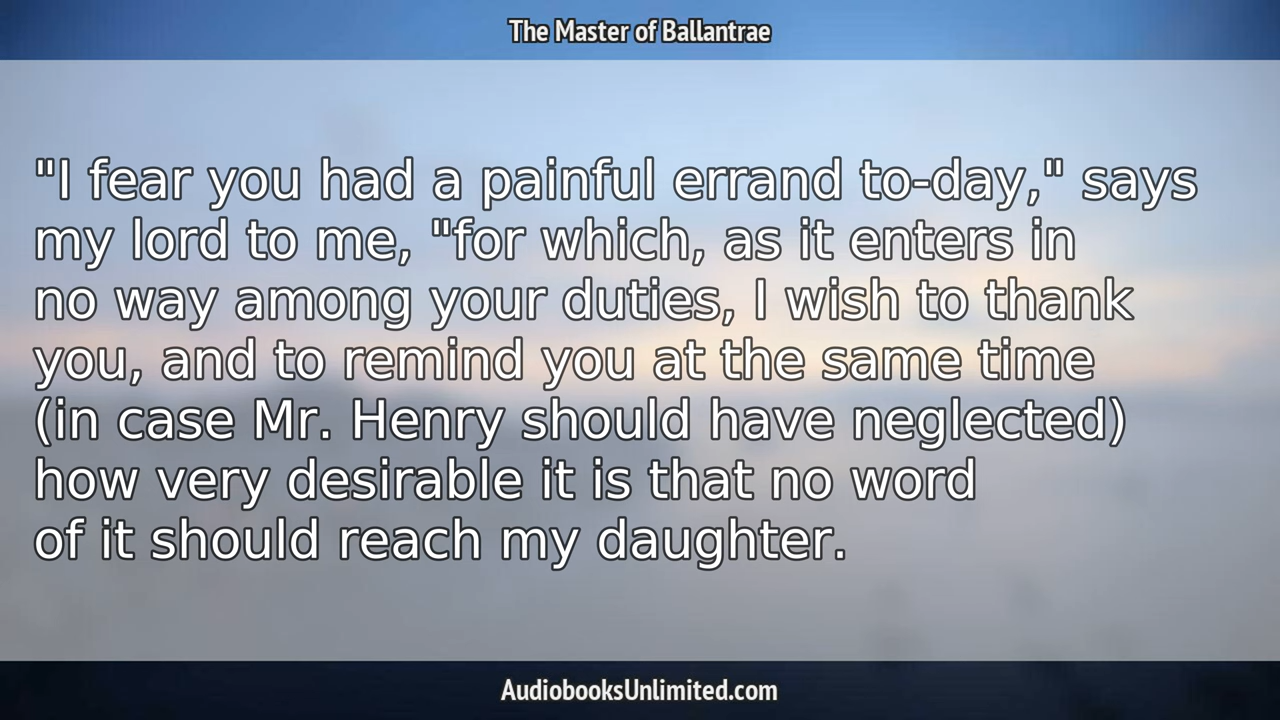 The Master of Ballantrae
"I fear you had a painful errand to-day," says
my lord to me, "for which, as it enters in
no way among your duties, I wish to thank
you, and to remind you at the same time
(in case Mr. Henry should have neglected)
how very desirable it is that no word
of it should reach my daughter.
AudiobooksUnlimited.com